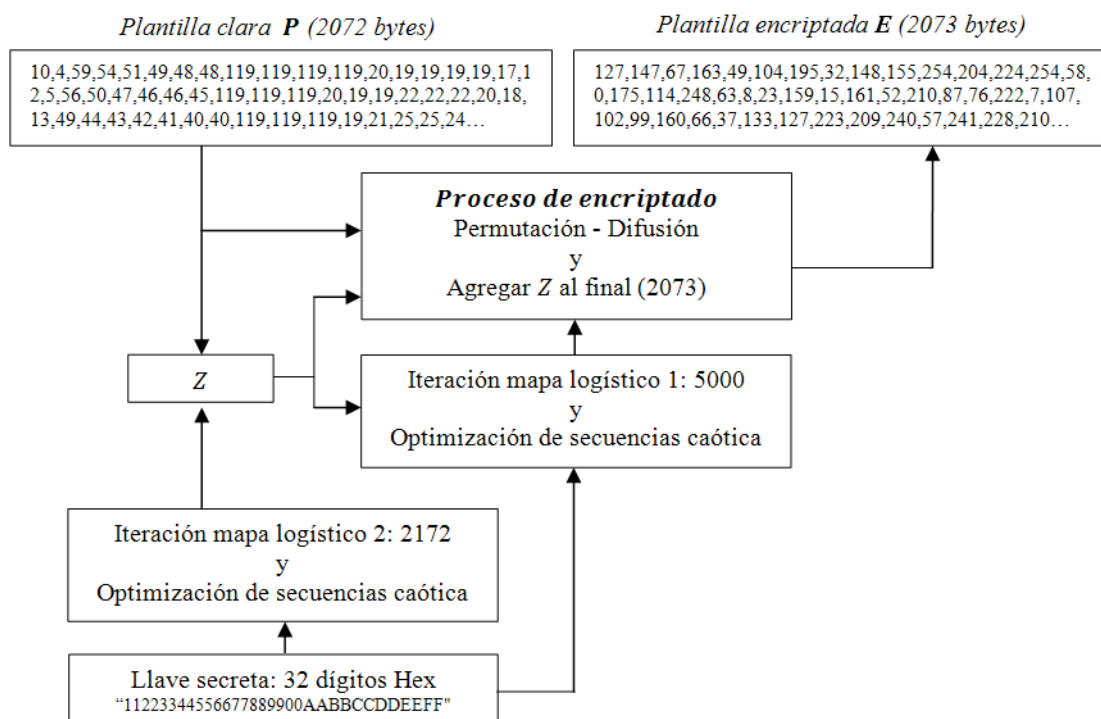 Plantilla clara P (2072 bytes)
Plantilla encriptada E (2073 bytes)
10,4,59,54,51,49,48,48,119,119,119,119,20,19,19,19,19,17,1
2,5,56,50,47,46,46,45,119,119,119,20,19,19,22,22,22,20,18,
13,49,44,43,42,41,40,40,119,119,119,19,21,25,25,24…
127,147,67,163,49,104,195,32,148,155,254,204,224,254,58,
0,175,114,248,63,8,23,159,15,161,52,210,87,76,222,7,107,
102,99,160,66,37,133,127,223,209,240,57,241,228,210…
Proceso de encriptado
Permutación - Difusión
y
Agregar Z al final (2073)
Z
Iteración mapa logístico 1: 5000
y
Optimización de secuencias caótica
Iteración mapa logístico 2: 2172
y
Optimización de secuencias caótica
Llave secreta: 32 dígitos Hex
“11223344556677889900AABBCCDDEEFF"